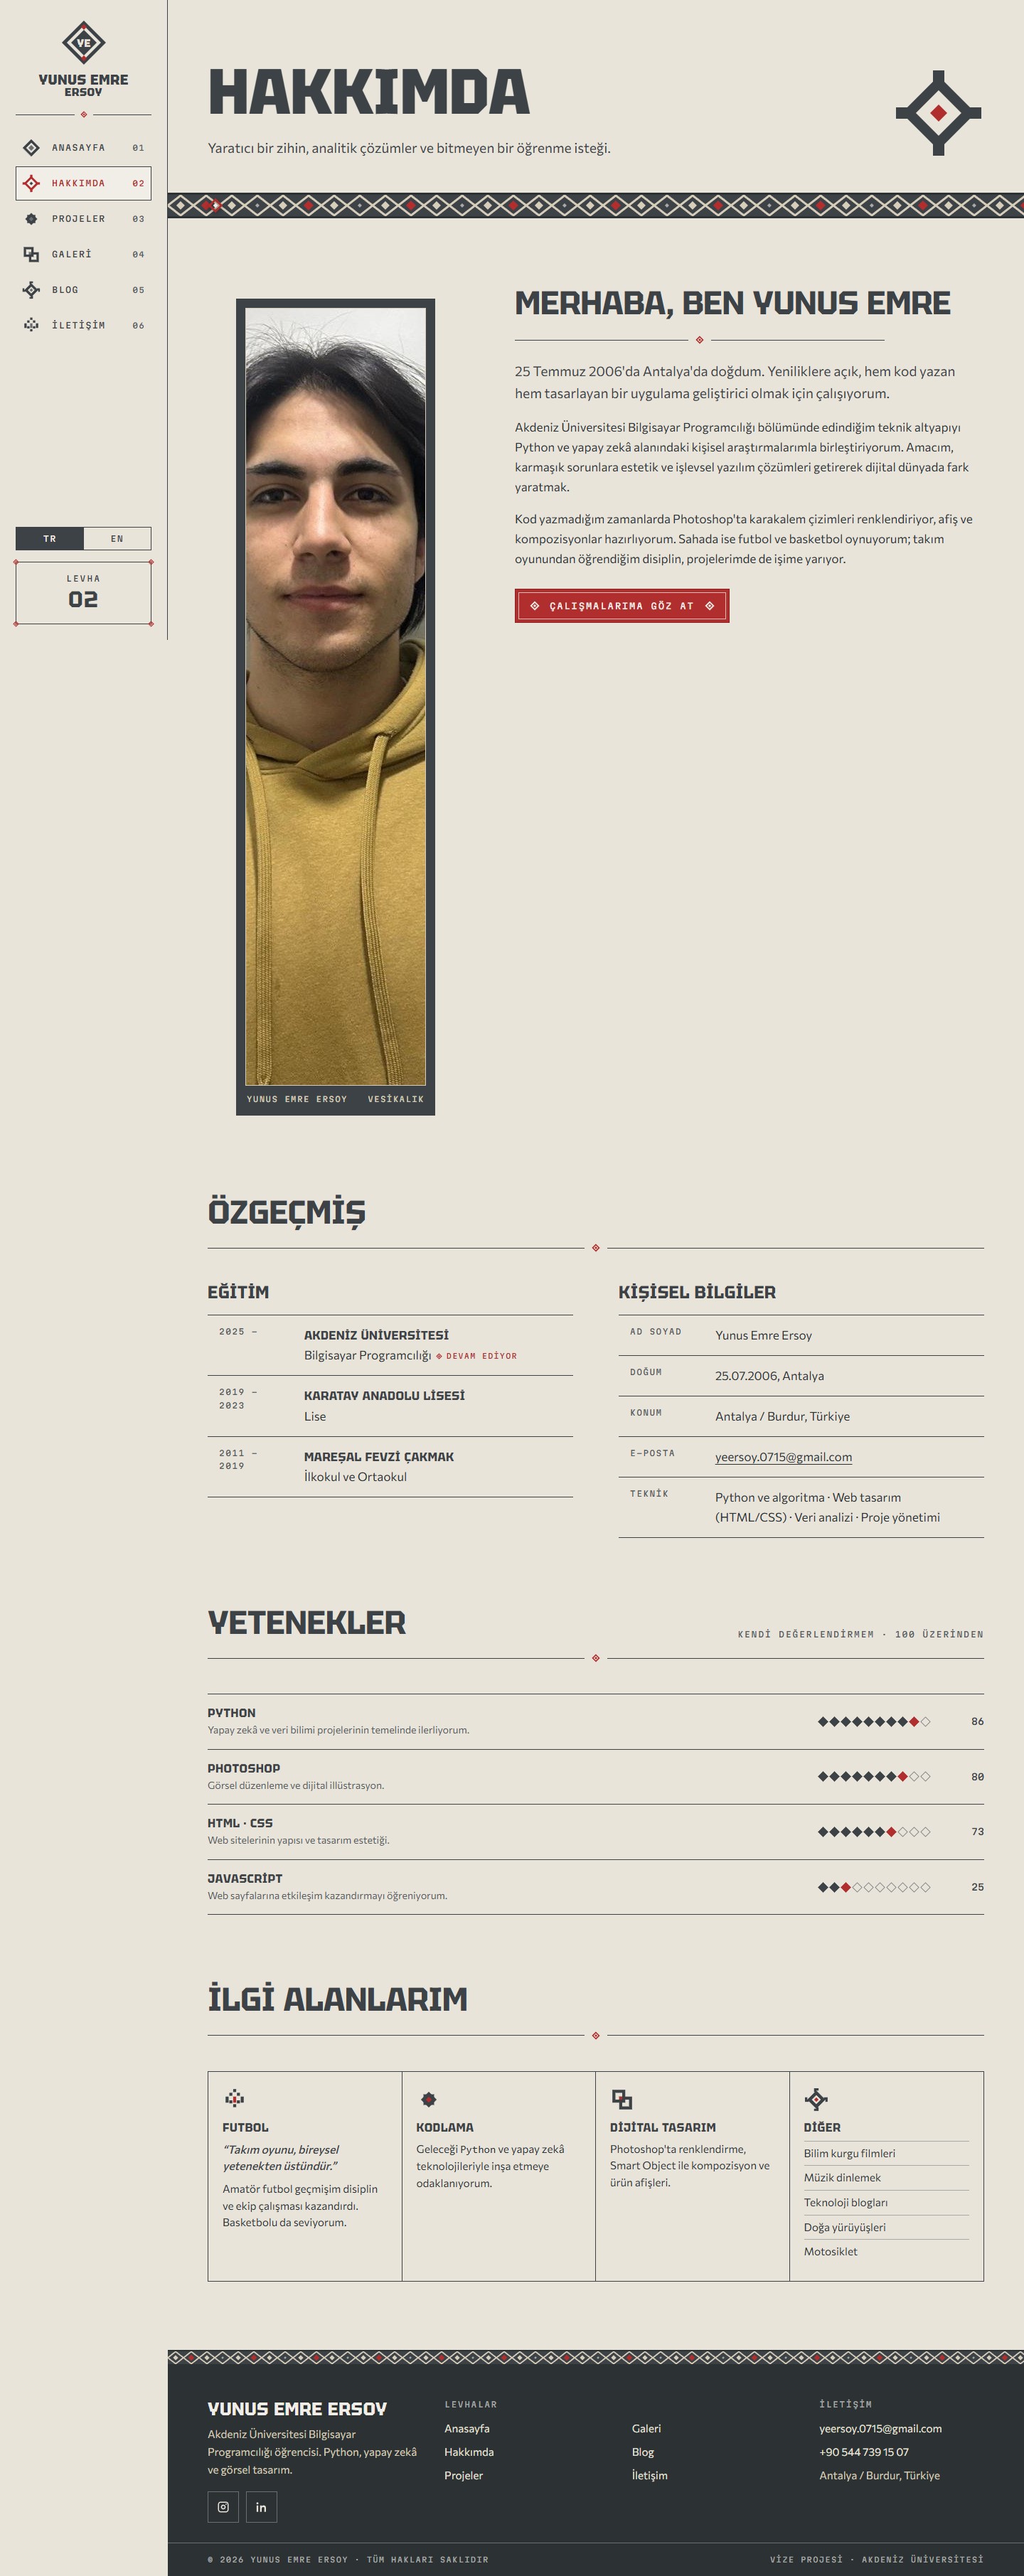 VE
YUNUS EMRE
ERSOY
ANASAYFA 01
HAKKIMDA 02
PROJELER 03
GALERİ 04
BLOG 05
İLETİŞİM 06
TR EN
LEVHA
02
HAKKIMDA
Yaratıcı bir zihin, analitik çözümler ve bitmeyen bir öğrenme isteği.
YUNUS EMRE ERSOY VESİKALIK
MERHABA, BEN YUNUS EMRE
25 Temmuz 2006'da Antalya'da doğdum. Yeniliklere açık, hem kod yazan
hem tasarlayan bir uygulama geliştirici olmak için çalışıyorum.
Akdeniz Üniversitesi Bilgisayar Programcılığı bölümünde edindiğim teknik altyapıyı
Python ve yapay zekâ alanındaki kişisel araştırmalarımla birleştiriyorum. Amacım,
karmaşık sorunlara estetik ve işlevsel yazılım çözümleri getirerek dijital dünyada fark
yaratmak.
Kod yazmadığım zamanlarda Photoshop'ta karakalem çizimleri renklendiriyor, afiş ve
kompozisyonlar hazırlıyorum. Sahada ise futbol ve basketbol oynuyorum; takım
oyunundan öğrendiğim disiplin, projelerimde de işime yarıyor.
ÇALIŞMALARIMA GÖZ AT
ÖZGEÇMİŞ
EĞİTİM
2025 –
AKDENİZ ÜNİVERSİTESİ
Bilgisayar Programcılığı DEVAM EDİYOR
2019 –
2023
KARATAY ANADOLU LİSESİ
Lise
2011 –
2019
MAREŞAL FEVZİ ÇAKMAK
İlkokul ve Ortaokul
KİŞİSEL BİLGİLER
AD SOYAD Yunus Emre Ersoy
DOĞUM 25.07.2006, Antalya
KONUM Antalya / Burdur, Türkiye
E-POSTA yeersoy.0715@gmail.com
TEKNİK Python ve algoritma · Web tasarım
(HTML/CSS) · Veri analizi · Proje yönetimi
YETENEKLER
KENDİ DEĞERLENDİRMEM · 100 ÜZERİNDEN
PYTHON
Yapay zekâ ve veri bilimi projelerinin temelinde ilerliyorum.
86
PHOTOSHOP
Görsel düzenleme ve dijital illüstrasyon.
80
HTML · CSS
Web sitelerinin yapısı ve tasarım estetiği.
73
JAVASCRİPT
Web sayfalarına etkileşim kazandırmayı öğreniyorum.
25
İLGİ ALANLARIM
FUTBOL
“Takım oyunu, bireysel
yetenekten üstündür.”
Amatör futbol geçmişim disiplin
ve ekip çalışması kazandırdı.
Basketbolu da seviyorum.
KODLAMA
Geleceği Python ve yapay zekâ
teknolojileriyle inşa etmeye
odaklanıyorum.
DİJİTAL TASARIM
Photoshop'ta renklendirme,
Smart Object ile kompozisyon ve
ürün afişleri.
DİĞER
Bilim kurgu filmleri
Müzik dinlemek
Teknoloji blogları
Doğa yürüyüşleri
Motosiklet
YUNUS EMRE ERSOY
Akdeniz Üniversitesi Bilgisayar
Programcılığı öğrencisi. Python, yapay zekâ
ve görsel tasarım.
in
LEVHALAR
Anasayfa
Hakkımda
Projeler
Galeri
Blog
İletişim
İLETİŞİM
yeersoy.0715@gmail.com
+90 544 739 15 07
Antalya / Burdur, Türkiye
© 2026 YUNUS EMRE ERSOY · TÜM HAKLARI SAKLIDIR
VİZE PROJESİ · AKDENİZ ÜNİVERSİTESİ